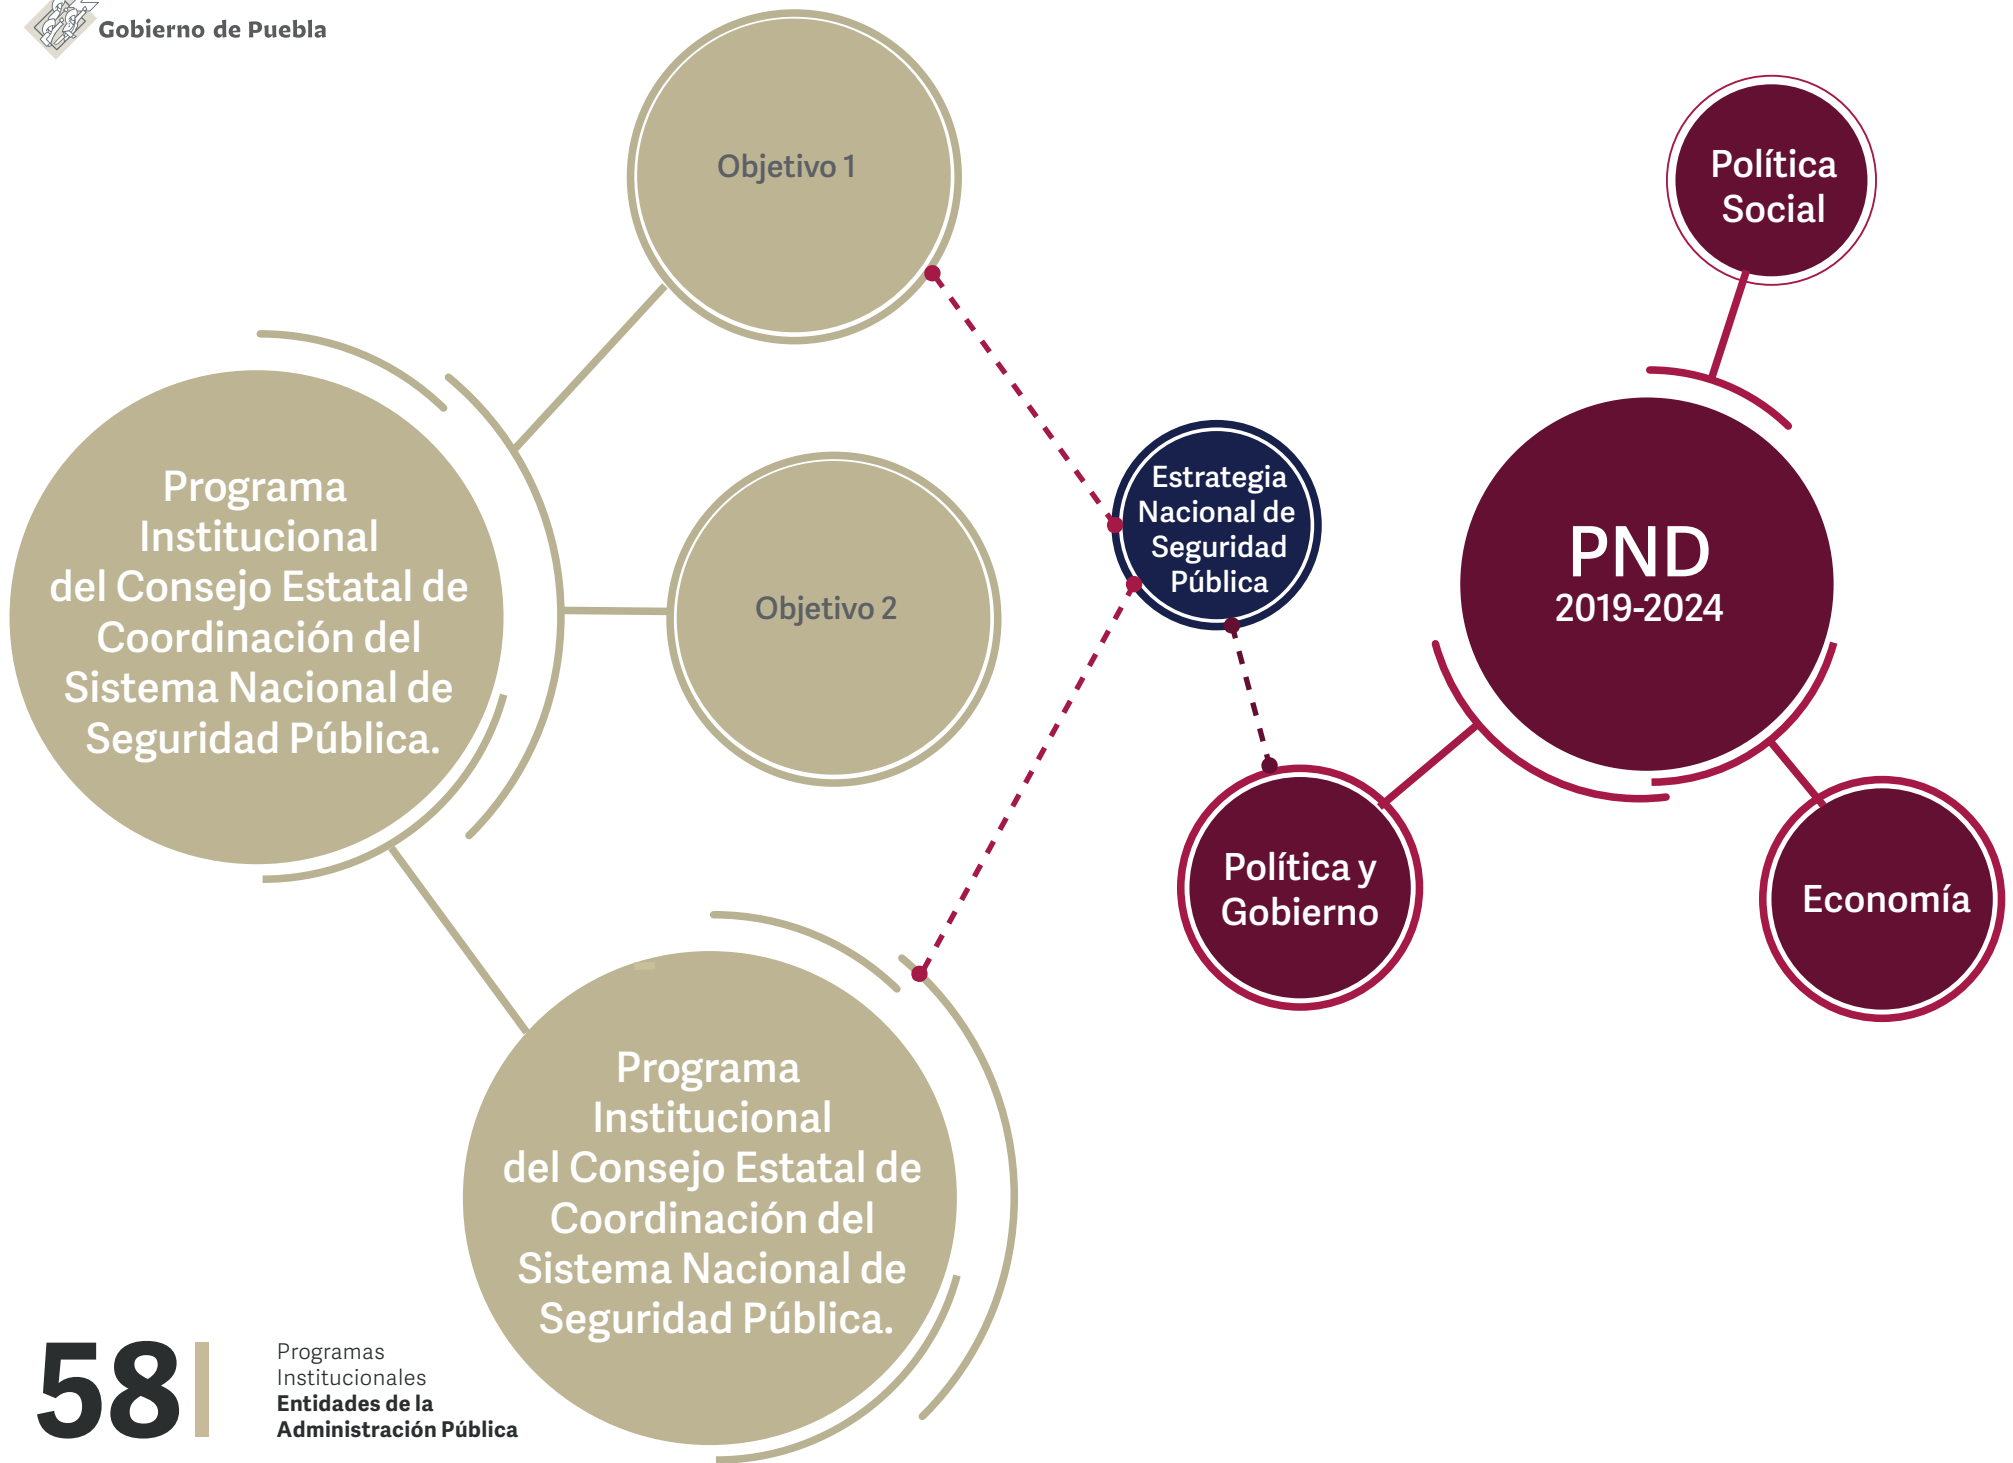 Gobierno de Puebla
Objetivo 1
Política
Social
Programa
Institucional
del Consejo Estatal de
Coordinación del
Sistema Nacional de
Seguridad Pública.
Objetivo 2
Estrategia
Nacional de
Seguridad
Pública
PND
2019-2024
Política y
Gobierno
Economía
Programa
Institucional
del Consejo Estatal de
Coordinación del
Sistema Nacional de
Seguridad Pública.
58
Programas
Institucionales
Entidades de la
Administración Pública